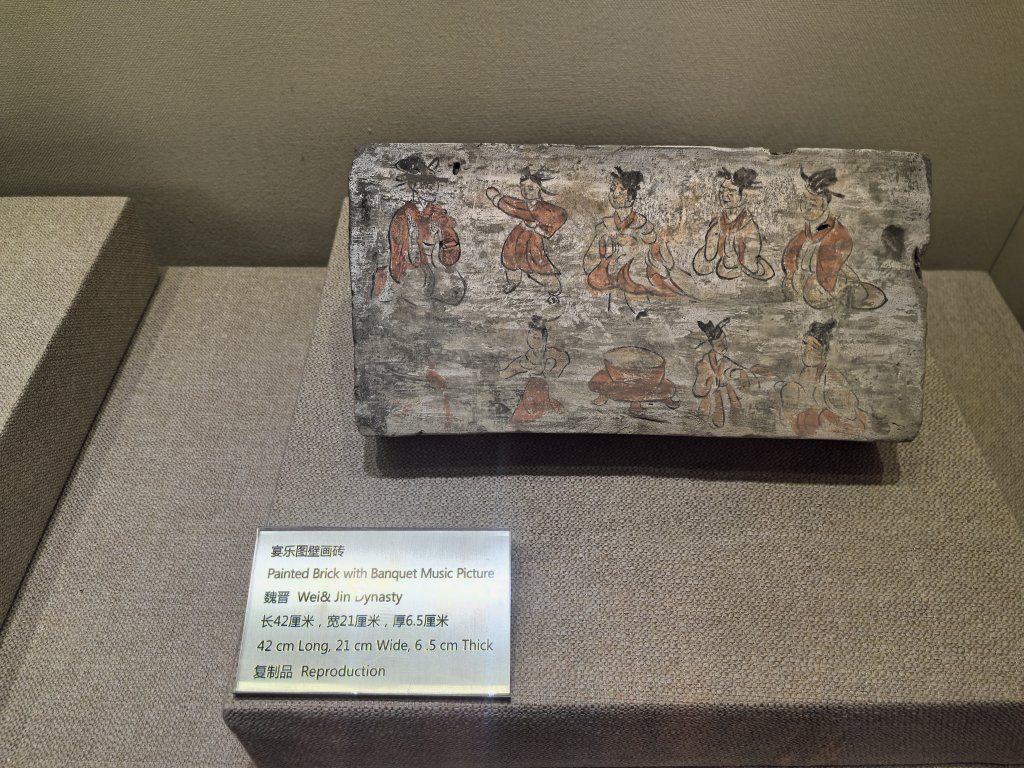 宴乐图壁画砖
Painted Brick with Banquet Music Picture
魏晋 Wei& Jin Dynasty
长42厘米，宽21厘米，厚6.5厘米
42 cm Long, 21 cm Wide, 6 .5 cm Thick
复制品 Reproduction